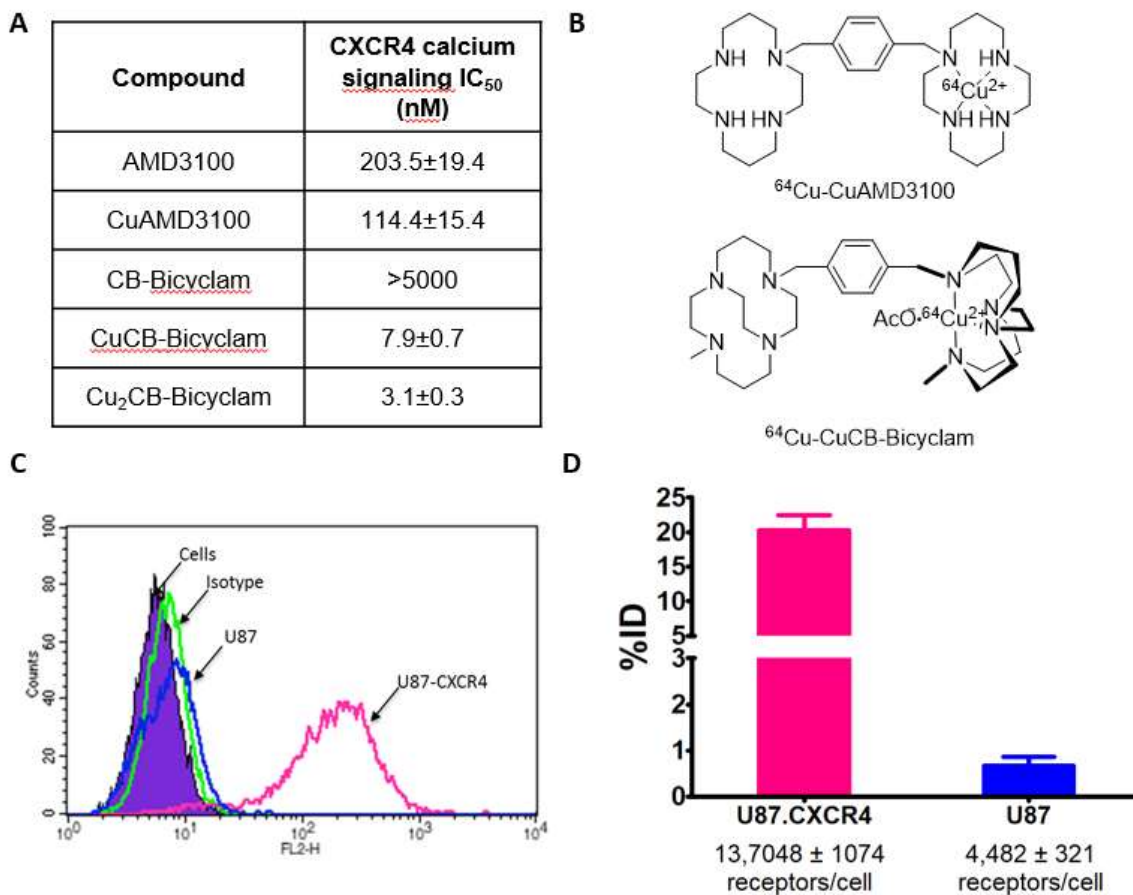 A
Compound
CXCR4 calcium
signaling IC50
(nM)
AMD3100
203.5±19.4
CuAMD3100
114.4±15.4
CB-Bicyclam
>5000
CuCB-Bicyclam
7.9±0.7
Cu2CB-Bicyclam
3.1±0.3
B
N
N
NH
HN
64Cu2+
NH HN
HN HN
64Cu-CuAMD3100
N N
N N
N
AcO- 64Cu2+
N
N
N
64Cu-CuCB-Bicyclam
C
Counts
100
80
60
40
20
0
Cells
Isotype
U87
U87-CXCR4
10^0 10^1 10^2 10^3 10^4
FL2-H
D
%ID
25
20
15
10
5
3
2
1
0
U87.CXCR4 U87
13,7048 ± 1074 4,482 ± 321
receptors/cell receptors/cell